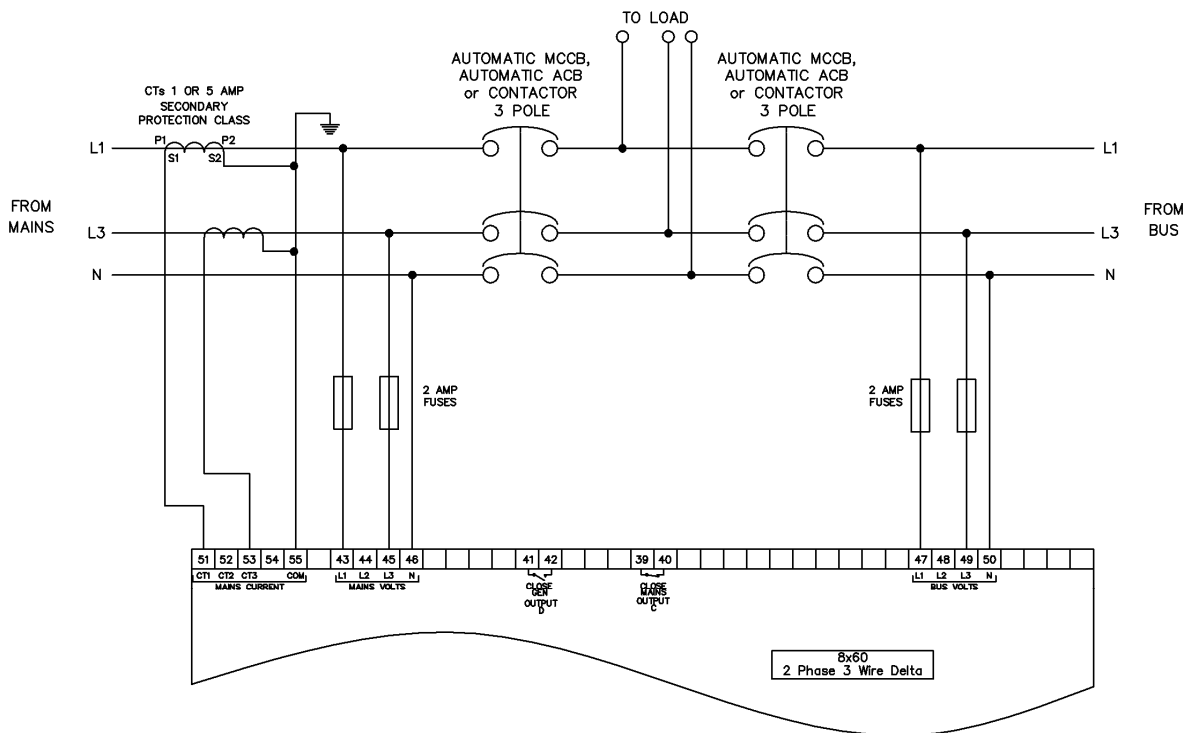 TO LOAD
AUTOMATIC MCCB,
AUTOMATIC ACB
or CONTACTOR
3 POLE
AUTOMATIC MCCB,
AUTOMATIC ACB
or CONTACTOR
3 POLE
CTs 1 OR 5 AMP
SECONDARY
PROTECTION CLASS
P1 P2
L1 S1 S2 L1
FROM
MAINS
L3 L3
FROM
BUS
N N
2 AMP
FUSES
2 AMP
FUSES
51 52 53 54 55 43 44 45 46 41 42 39 40 47 48 49 50
CT1 CT2 CT3 COM L1 L2 L3 N L1 L2 L3 N
MAINS CURRENT MAINS VOLTS BUS VOLTS
CLOSE
GEN
OUTPUT
D
CLOSE
MAINS
OUTPUT
C
8x60
2 Phase 3 Wire Delta